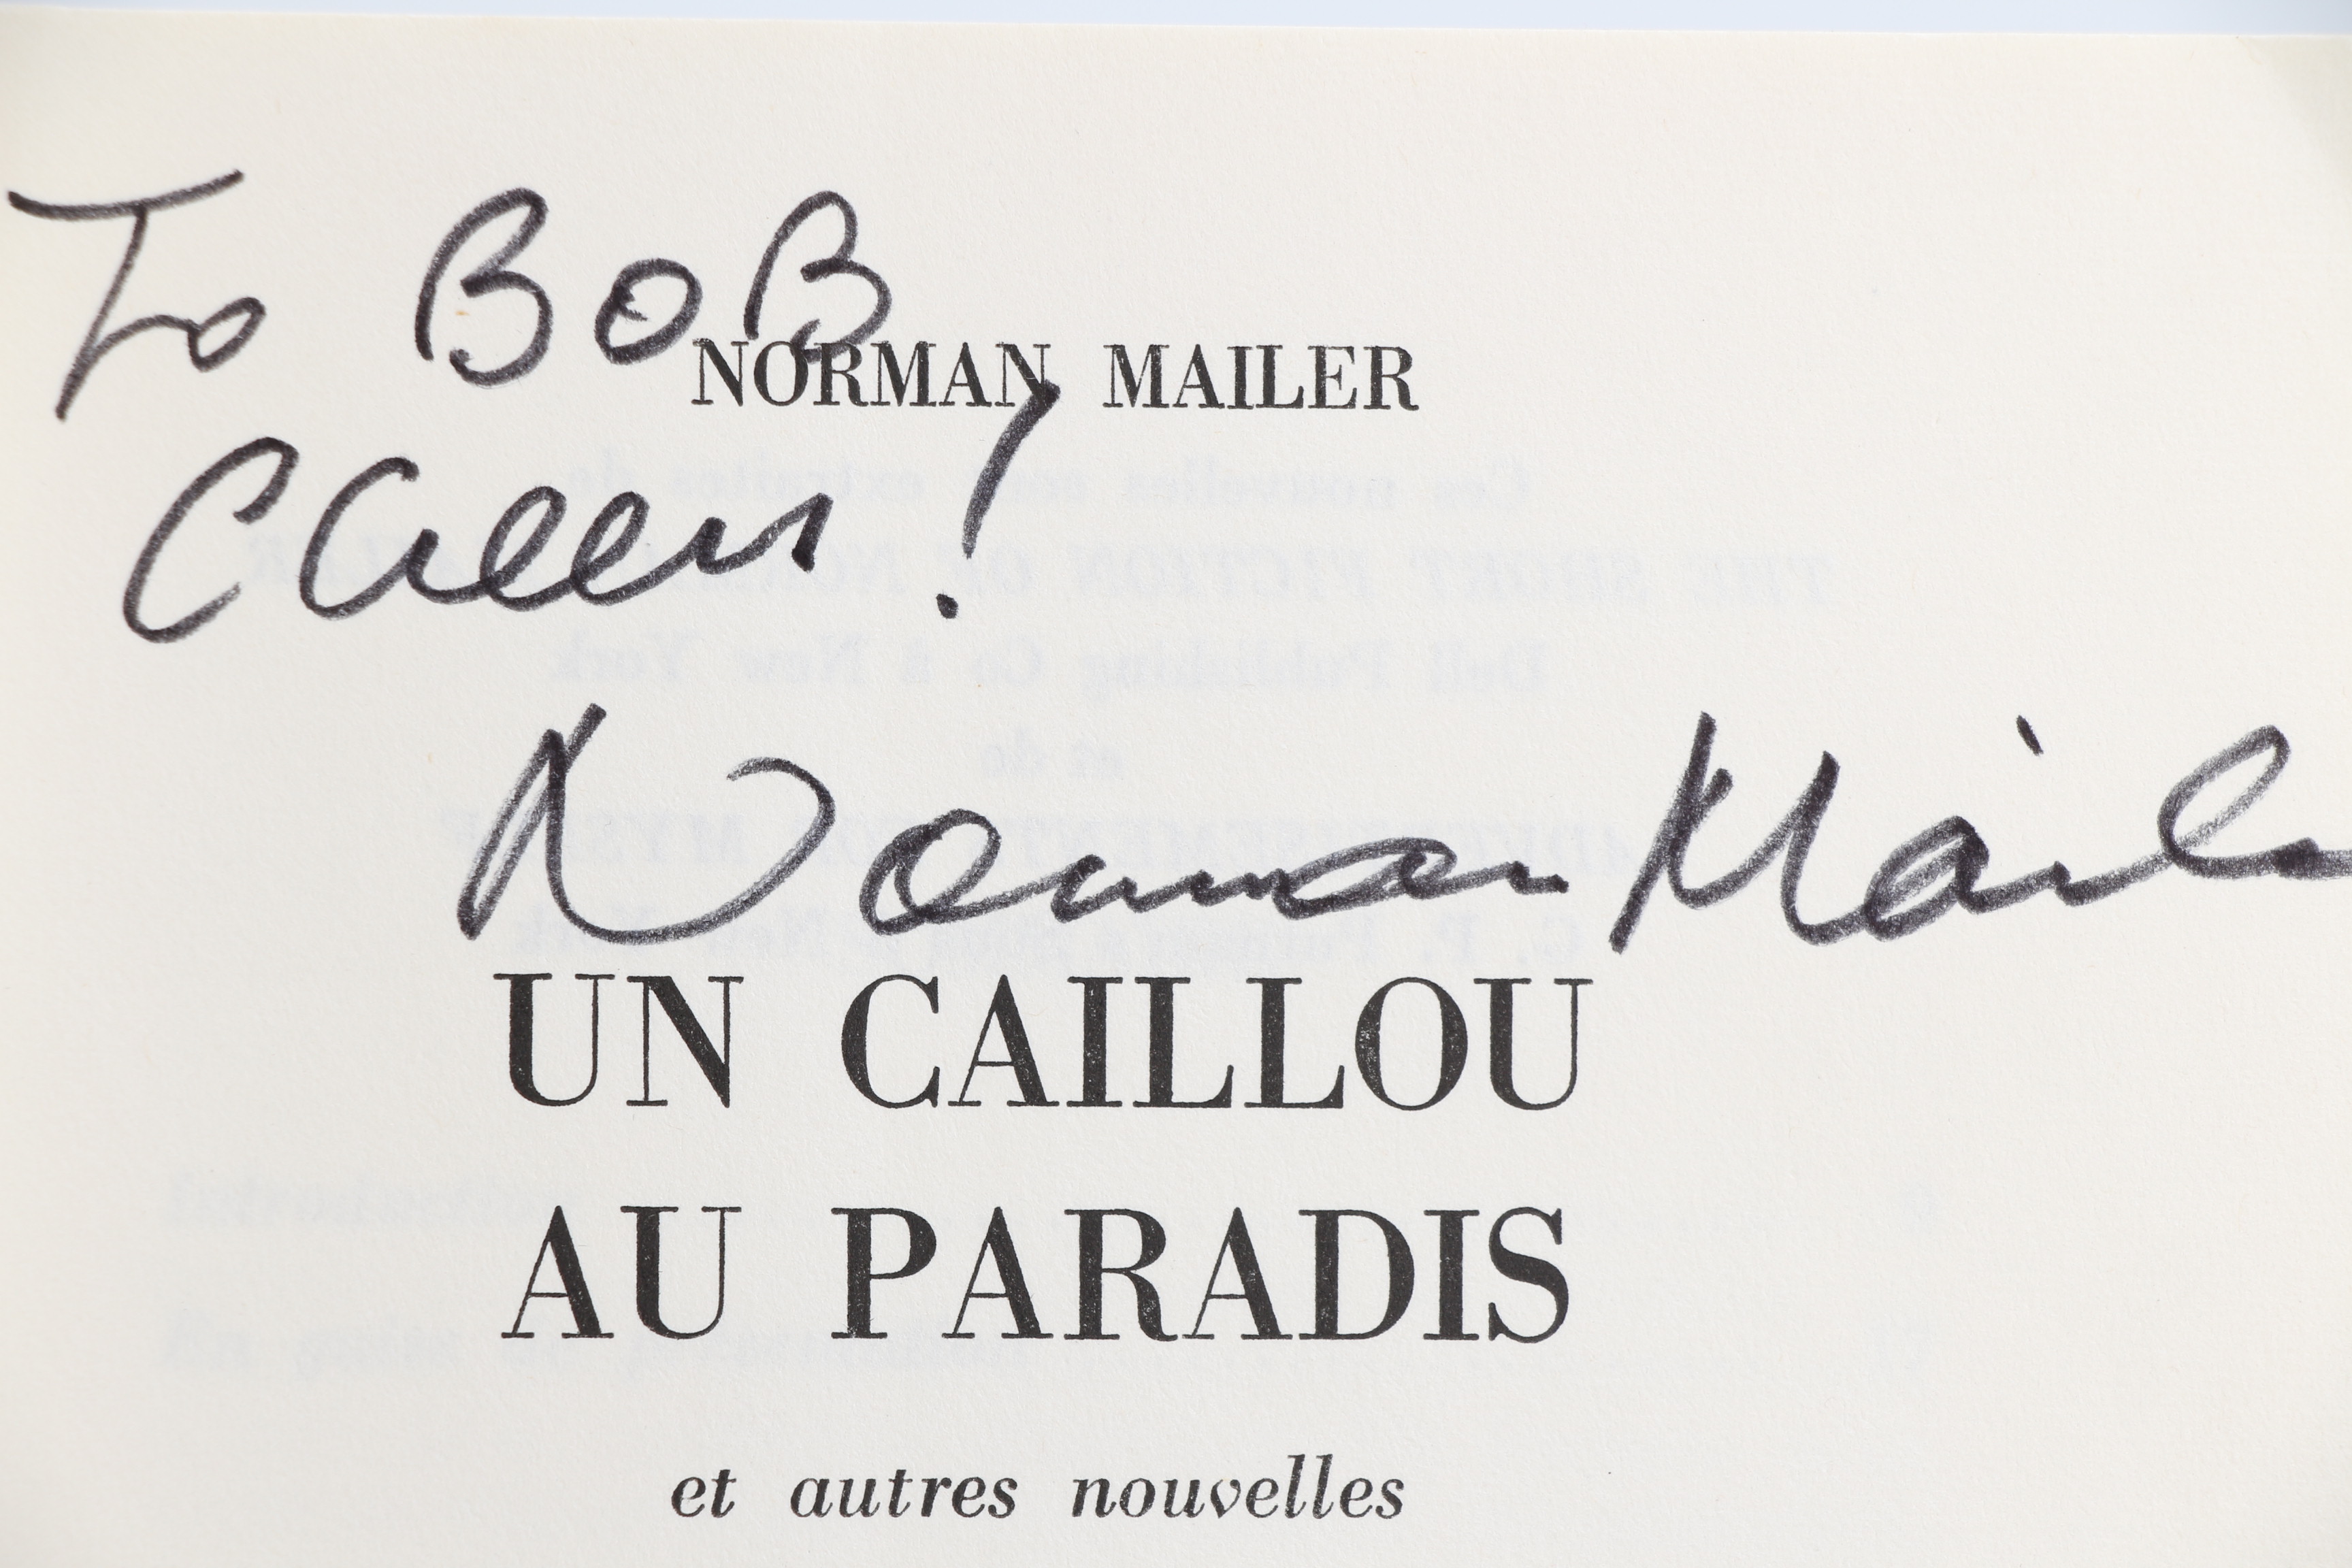 To BoB
NORMAN MAILER
Cheers!
Norman Mailer
UN CAILLOU
AU PARADIS
et autres nouvelles